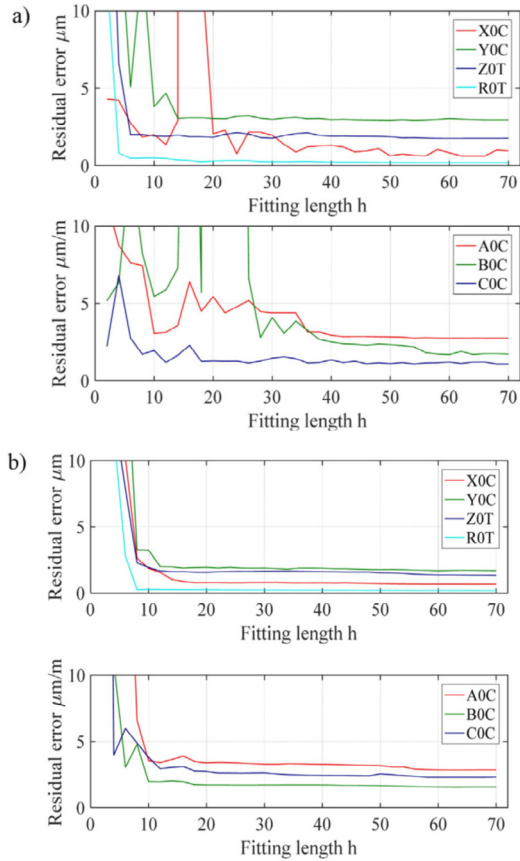 a)
10
5
0
Residual error µm
X0C
Y0C
Z0T
R0T
0 10 20 30 40 50 60 70
Fitting length h
10
5
0
Residual error µm/m
A0C
B0C
C0C
0 10 20 30 40 50 60 70
Fitting length h
b)
10
5
0
Residual error µm
X0C
Y0C
Z0T
R0T
0 10 20 30 40 50 60 70
Fitting length h
10
5
0
Residual error µm/m
A0C
B0C
C0C
0 10 20 30 40 50 60 70
Fitting length h